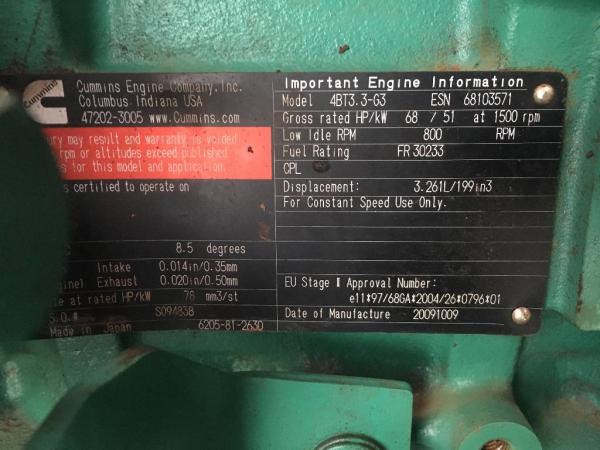 Cummins
Cummins Engine Company, Inc.
Columbus Indiana USA
47202-3005 www.Cummins.com
ury may result and warranty is voided
rpm or altitudes exceed published
es for this model and application.
s certified to operate on
8.5 degrees
Intake 0.014in/0.35mm
Exhaust 0.020in/0.50mm
e at rated HP/kW 76 mm3/st
S.O.# S094838
Made in Japan 6205-81-2630
Important Engine Information
Model 4BT3.3-G3 ESN 68103571
Gross rated HP/kW 68 / 51 at 1500 rpm
Low Idle RPM 800 RPM
Fuel Rating FR30233
CPL
Displacement: 3.261L/199in3
For Constant Speed Use Only.
EU Stage Ⅱ Approval Number:
e11*97/68GA*2004/26*0796*01
Date of Manufacture 20091009